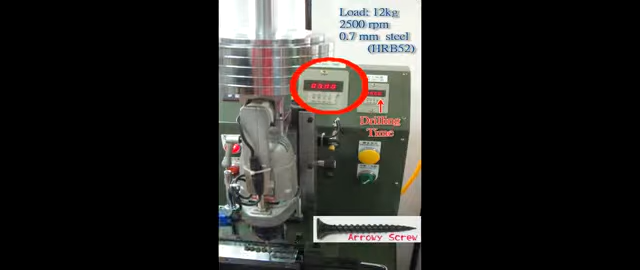 Load: 12kg
2500 rpm
0.7 mm steel
(HRB52)
Drilling
Time
Arrowy Screw